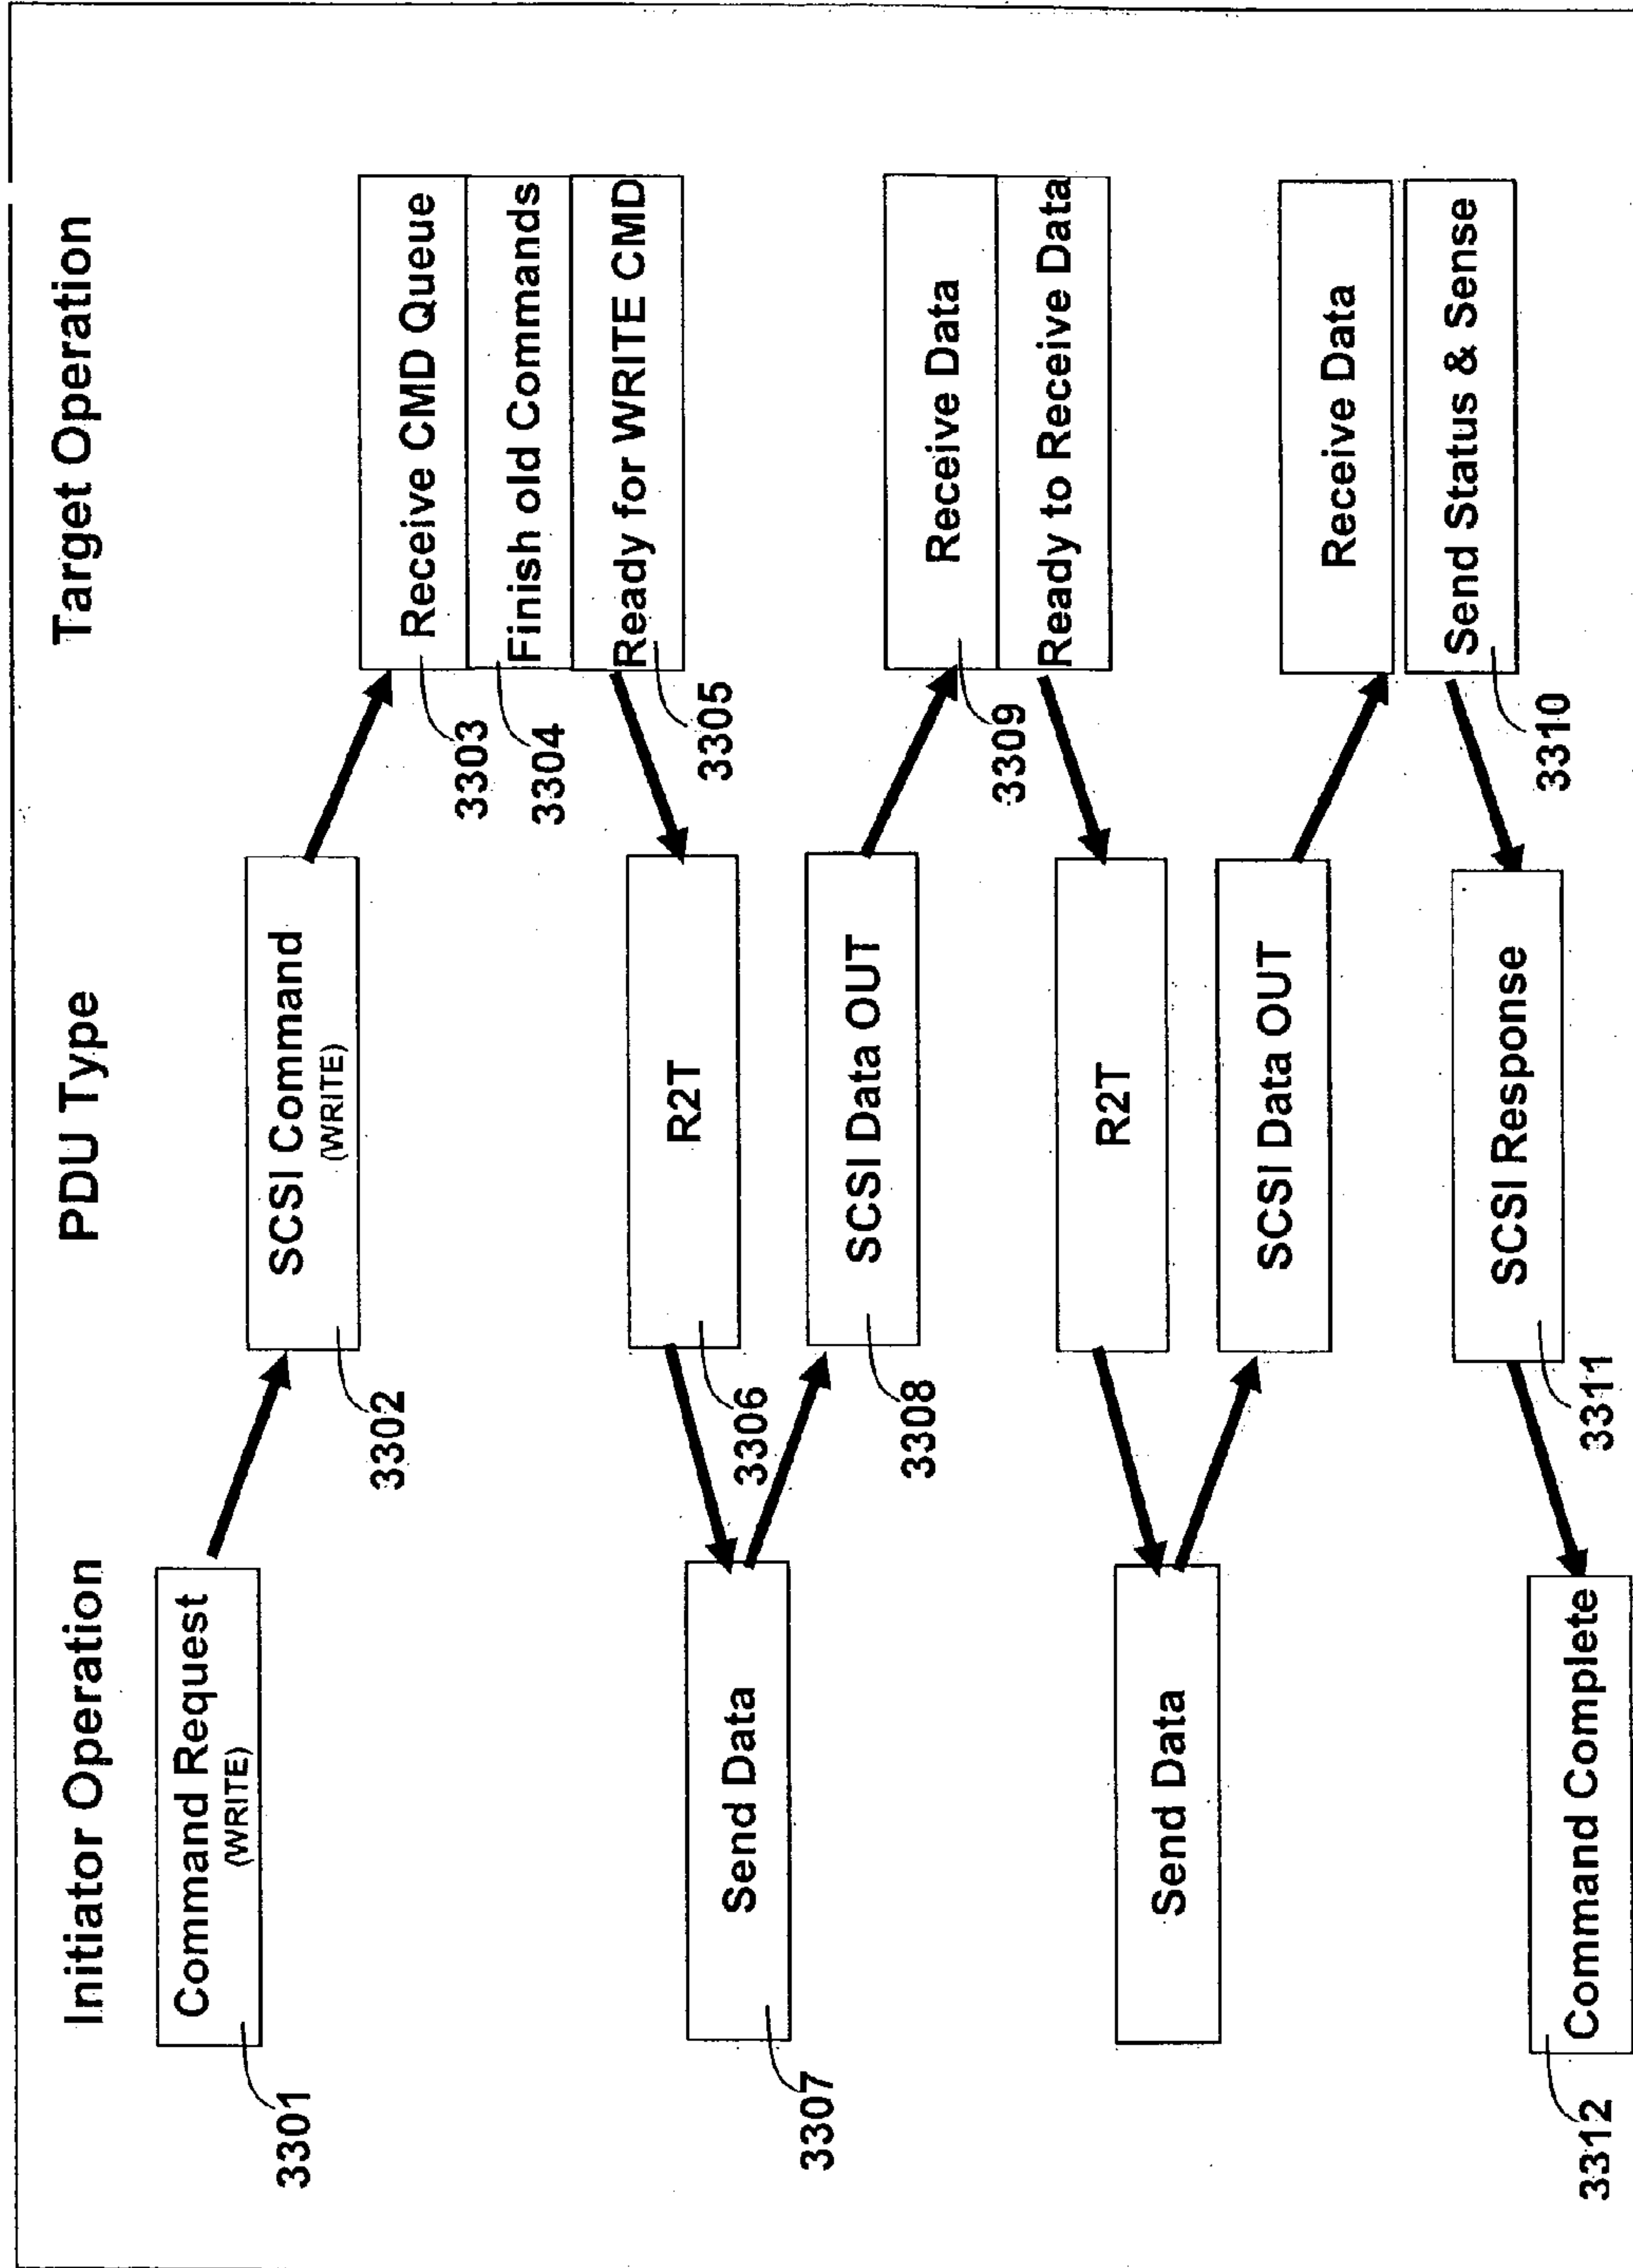 Initiator Operation
PDU Type
Target Operation
Command Request
(WRITE)
3301
SCSI Command
(WRITE)
3302
Receive CMD Queue
3303
Finish old Commands
3304
Ready for WRITE CMD
3305
R2T
3306
Send Data
3307
SCSI Data OUT
3308
Receive Data
3309
Ready to Receive Data
R2T
Send Data
SCSI Data OUT
Receive Data
Send Status & Sense
3310
SCSI Response
3311
Command Complete
3312